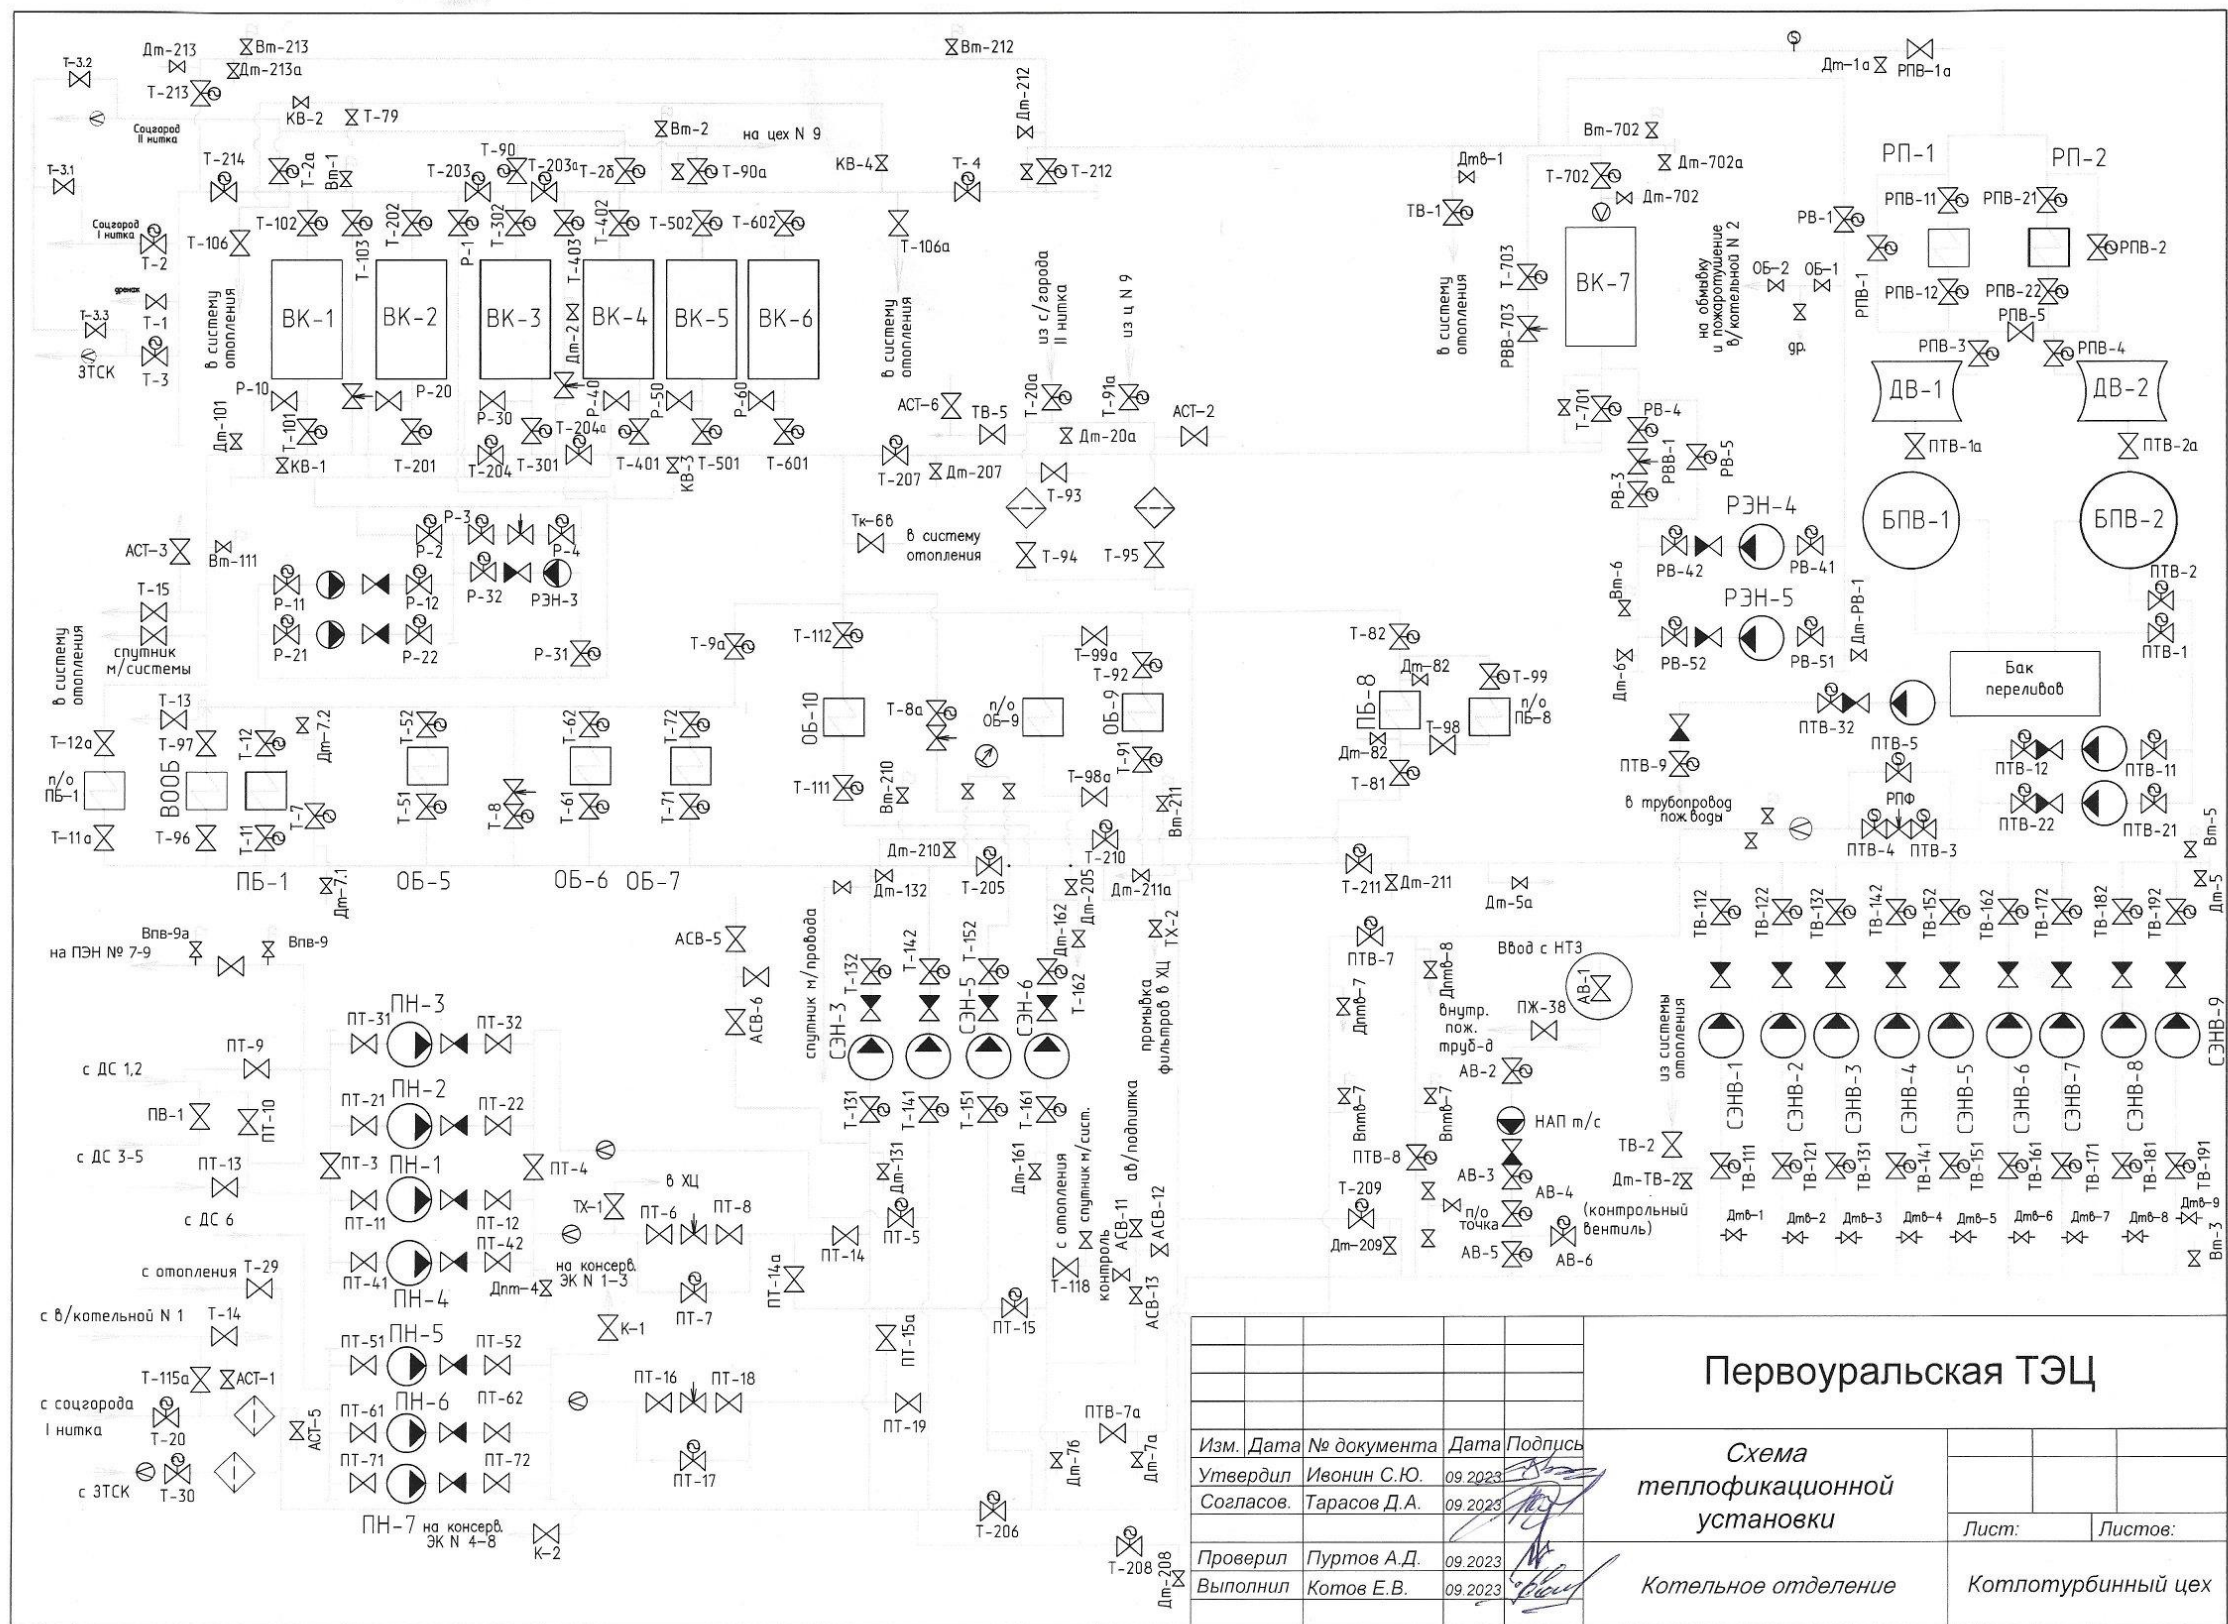 Т-3.2
Дт-213
Вт-213
Дт-213а
Т-213
Вт-212
Дт-212
Дт-1а
РПВ-1а
КВ-2
Т-79
Соцгород
II нитка
Вт-2
на цех N 9
КВ-4
Т-4
Т-212
Вт-702
Дт-702а
Т-702
Дт-702
Дтв-1
ТВ-1
РП-1
РП-2
Т-3.1
Т-214
Т-2а
Вт-1
Т-203
Т-90
Т-203а
Т-2б
Т-90а
РПВ-11
РПВ-21
РВ-1
РПВ-1
РПВ-2
Соцгород
I нитка
Т-2
Т-106
Т-102
Т-103
Т-202
Р-1
Т-302
Т-403
Т-402
Т-502
Т-602
Т-106а
дренаж
Т-1
Т-3.3
ЗТСК
Т-3
в систему
отопления
ВК-1
ВК-2
ВК-3
Дт-2
ВК-4
ВК-5
ВК-6
в систему
отопления
из с/города
II нитка
из ц N 9
в систему
отопления
Т-703
РВВ-703
ВК-7
на обмывку
и пожаротушение
в/котельной N 2
ОБ-2
ОБ-1
др.
РПВ-12
РПВ-22
РПВ-5
РПВ-3
РПВ-4
ДВ-1
ДВ-2
Р-10
Р-20
Р-30
Р-40
Р-50
Р-60
Дт-101
Т-101
КВ-1
Т-201
Т-204
Т-301
Т-204а
Т-401
КВ-3
Т-501
Т-601
АСТ-6
ТВ-5
Т-20а
Т-91а
АСТ-2
Дт-20а
Т-207
Дт-207
Т-93
Т-701
РВ-4
РВВ-1
РВ-3
РВ-5
ПТВ-1а
ПТВ-2а
БПВ-1
БПВ-2
Тк-6в
в систему
отопления
Т-94
Т-95
АСТ-3
Вт-111
Р-2
Р-3
Р-4
Р-11
Р-12
Р-32
РЭН-3
Р-21
Р-22
Р-31
Т-15
спутник
м/системы
в систему
отопления
РЭН-4
РВ-42
РВ-41
РЭН-5
РВ-52
РВ-51
Вт-6
Дт-6
Дт-РВ-1
ПТВ-2
ПТВ-1
Бак
переливов
Т-9а
Т-112
Т-99а
Т-92
Т-82
Дт-82
ПБ-8
Т-99
п/о
ПБ-8
Т-98
Дт-82
Т-81
ПТВ-32
ПТВ-5
ПТВ-9
ПТВ-12
ПТВ-11
в трубопровод
пож.воды
РПФ
ПТВ-4
ПТВ-3
ПТВ-22
ПТВ-21
Вт-5
Дт-5
Т-13
Т-12а
Т-97
Т-12
Дт-7.2
Т-52
Т-62
Т-72
п/о
ПБ-1
ВООБ
Т-11а
Т-96
Т-11
Т-7
Т-51
Т-8
Т-61
Т-71
ПБ-1
Дт-7.1
ОБ-5
ОБ-6
ОБ-7
ОБ-10
Т-8а
п/о
ОБ-9
ОБ-9
Т-91
Т-111
Вт-210
Т-98а
Вт-211
Дт-210
Т-205
Т-210
Дт-132
Дт-205
Дт-211а
Т-211
Дт-211
Дт-5а
Впв-9а
Впв-9
на ПЭН № 7-9
АСВ-5
АСВ-6
спутник м/провода
Т-132
Т-142
Т-152
Дт-162
Т-162
ТХ-2
СЭН-3
СЭН-5
СЭН-6
промывка
фильтров в ХЦ
ПТВ-7
Дптв-7
Дптв-8
Ввод с НТЗ
АВ-1
внутр.
пож.
труб-д
ПЖ-38
АВ-2
НАП т/с
из системы
отопления
ТВ-112
ТВ-122
ТВ-132
ТВ-142
ТВ-152
ТВ-162
ТВ-172
ТВ-182
ТВ-192
СЭНВ-1
СЭНВ-2
СЭНВ-3
СЭНВ-4
СЭНВ-5
СЭНВ-6
СЭНВ-7
СЭНВ-8
СЭНВ-9
ТВ-2
Дт-ТВ-2
ТВ-111
ТВ-121
ТВ-131
ТВ-141
ТВ-151
ТВ-161
ТВ-171
ТВ-181
ТВ-191
Дтв-1
Дтв-2
Дтв-3
Дтв-4
Дтв-5
Дтв-6
Дтв-7
Дтв-8
Дтв-9
Вт-3
ПН-3
ПТ-31
ПТ-32
ПТ-9
с ДС 1,2
ПН-2
ПТ-21
ПТ-22
ПВ-1
ПТ-10
с ДС 3-5
ПТ-13
ПТ-3
ПН-1
ПТ-4
с ДС 6
ПТ-11
ПТ-12
ПТ-42
ПТ-41
ПН-4
Дпт-4
ТХ-1
в ХЦ
ПТ-6
ПТ-8
на консерв.
ЭК N 1-3
ПТ-7
К-1
Т-131
Т-141
Т-151
Т-161
Дт-131
Дт-161
ПТ-14
ПТ-5
ПТ-14а
ПТ-15а
ПТ-15
с отопления
Т-118
спутник м/сист.
контроль
ав/подпитка
АСВ-11
АСВ-12
АСВ-13
Вптв-7
Вптв-7
ПТВ-8
Т-209
Дт-209
АВ-3
АВ-4
п/о
точка
(контрольный
вентиль)
АВ-5
АВ-6
с отопления
Т-29
с в/котельной N 1
Т-14
ПН-5
ПТ-51
ПТ-52
Т-115а
АСТ-1
с соцгорода
I нитка
Т-20
АСТ-5
ПН-6
ПТ-61
ПТ-62
ПТ-71
ПТ-72
с ЗТСК
Т-30
ПН-7
на консерв.
ЭК N 4-8
К-2
ПТ-16
ПТ-18
ПТ-17
ПТ-19
ПТВ-7а
Дт-7б
Дт-7а
Т-206
Т-208
Дт-208
Первоуральская ТЭЦ
Изм. Дата № документа Дата Подпись
Утвердил Ивонин С.Ю. 09.2023
Согласов. Тарасов Д.А. 09.2023
Проверил Пуртов А.Д. 09.2023
Выполнил Котов Е.В. 09.2023
Схема
теплофикационной
установки
Лист: Листов:
Котельное отделение
Котлотурбинный цех